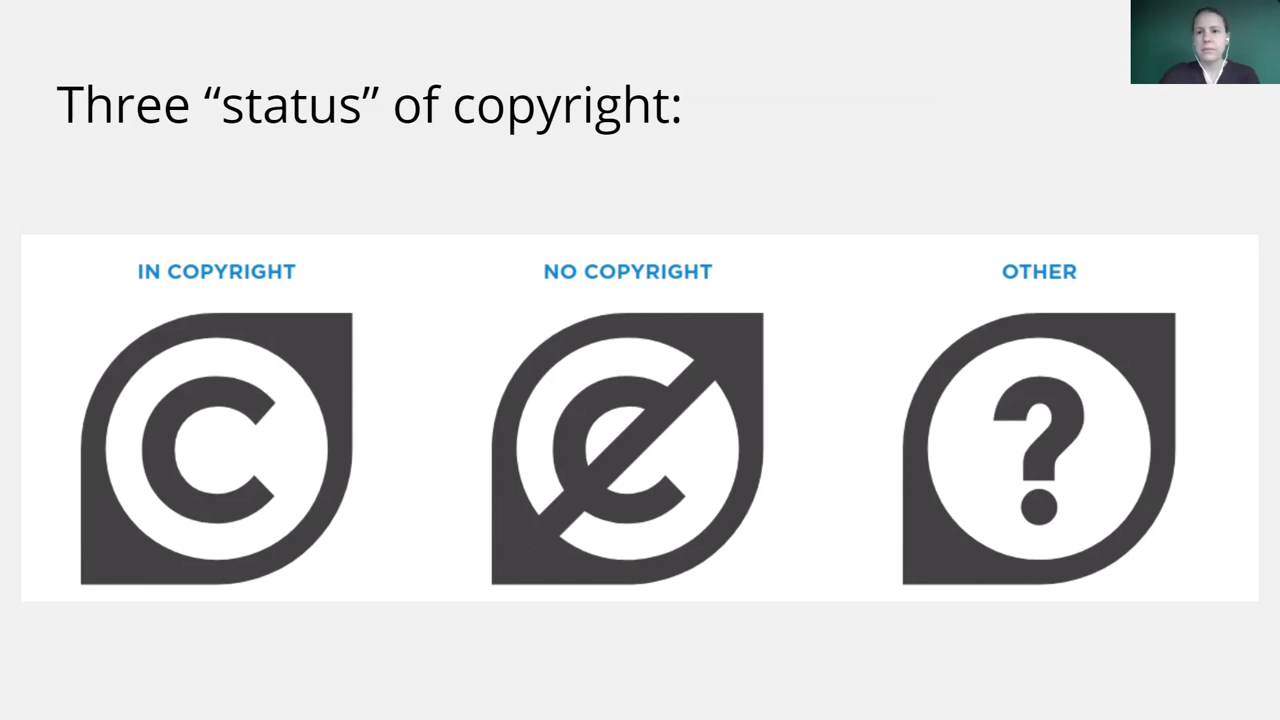 Three “status” of copyright:
IN COPYRIGHT
NO COPYRIGHT
OTHER
C
C
?